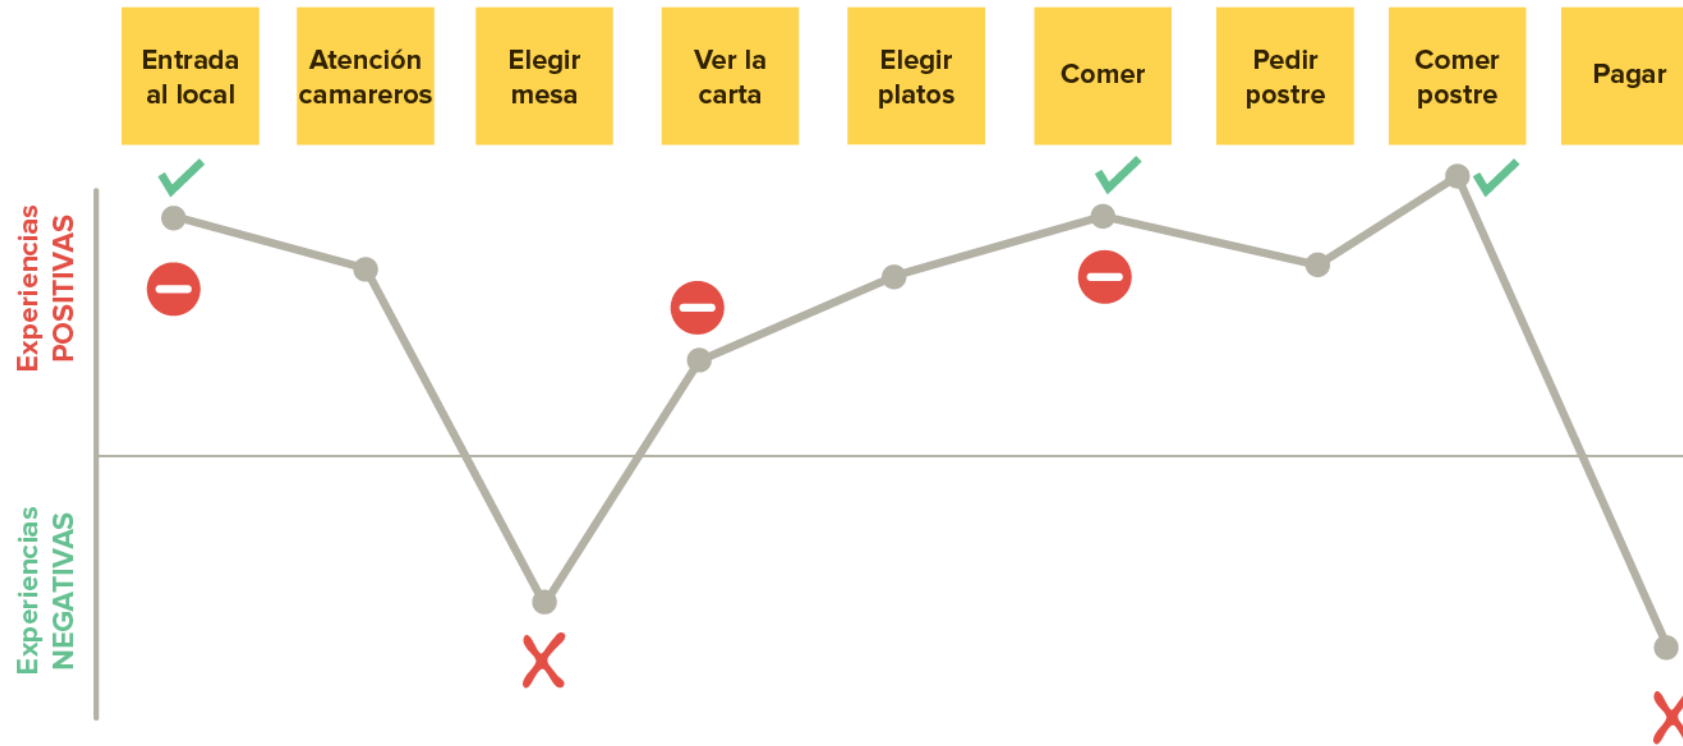 Entrada
al local
Atención
camareros
Elegir
mesa
Ver la
carta
Elegir
platos
Comer
Pedir
postre
Comer
postre
Pagar
Experiencias
POSITIVAS
Experiencias
NEGATIVAS